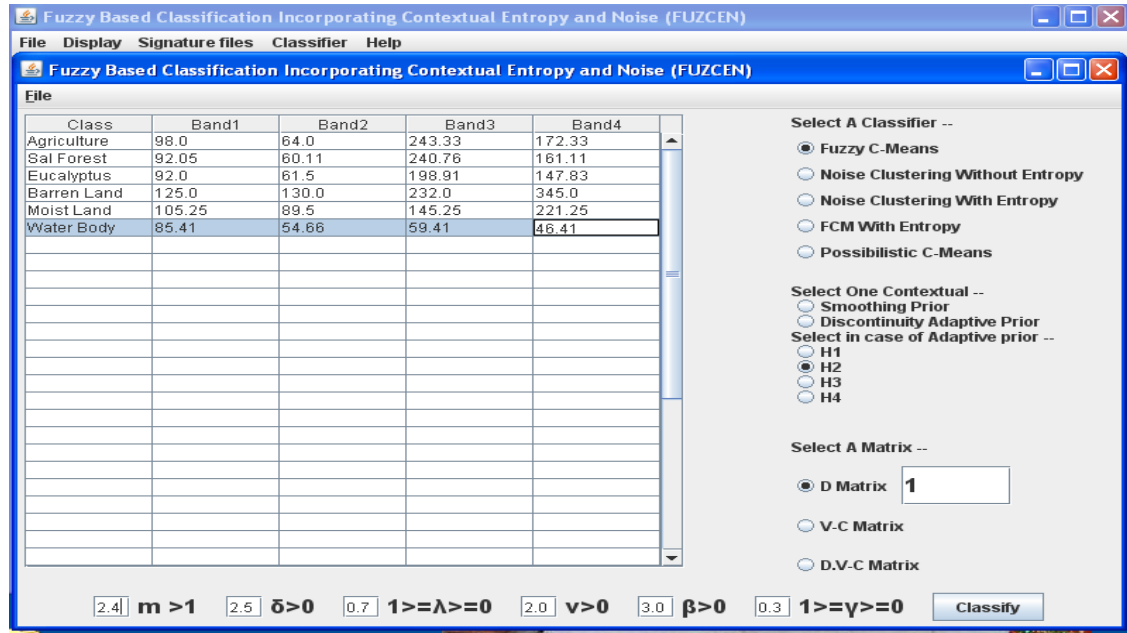 Fuzzy Based Classification Incorporating Contextual Entropy and Noise (FUZCEN)
File Display Signature files Classifier Help
Fuzzy Based Classification Incorporating Contextual Entropy and Noise (FUZCEN)
File
Class Band1 Band2 Band3 Band4
Agriculture 98.0 64.0 243.33 172.33
Sal Forest 92.05 60.11 240.76 161.11
Eucalyptus 92.0 61.5 198.91 147.83
Barren Land 125.0 130.0 232.0 345.0
Moist Land 105.25 89.5 145.25 221.25
Water Body 85.41 54.66 59.41 46.41
Select A Classifier --
Fuzzy C-Means
Noise Clustering Without Entropy
Noise Clustering With Entropy
FCM With Entropy
Possibilistic C-Means
Select One Contextual --
Smoothing Prior
Discontinuity Adaptive Prior
Select in case of Adaptive prior --
H1
H2
H3
H4
Select A Matrix --
D Matrix 1
V-C Matrix
D.V-C Matrix
2.4 m >1 2.5 δ>0 0.7 1>=λ>=0 2.0 ν>0 3.0 β>0 0.3 1>=γ>=0 Classify